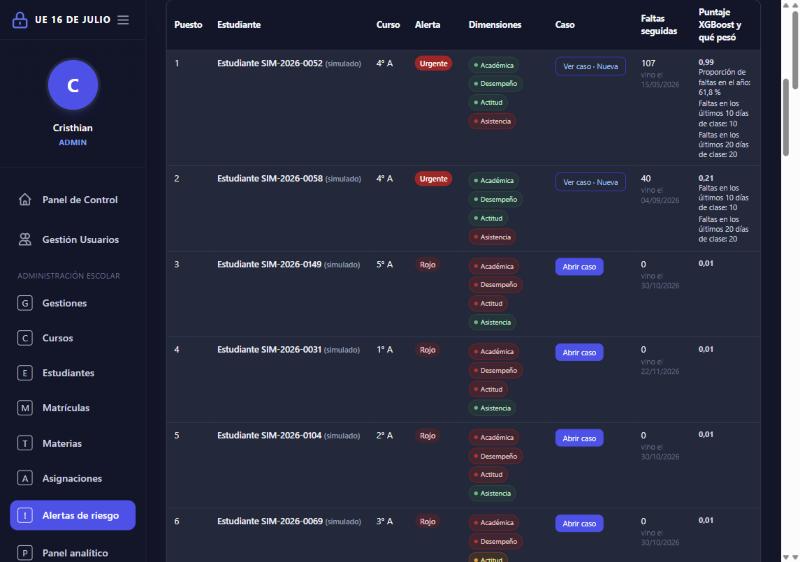 UE 16 DE JULIO
C
Cristhian
ADMIN
Panel de Control
Gestión Usuarios
ADMINISTRACIÓN ESCOLAR
G Gestiones
C Cursos
E Estudiantes
M Matrículas
T Materias
A Asignaciones
! Alertas de riesgo
P Panel analítico
Puesto Estudiante Curso Alerta Dimensiones Caso Faltas seguidas Puntaje XGBoost y qué pesó
1 Estudiante SIM-2026-0052 (simulado) 4° A Urgente
Académica
Desempeño
Actitud
Asistencia
Ver caso · Nueva
107
vino el
15/05/2026
0,99
Proporción de
faltas en el año:
61,8 %
Faltas en los
últimos 10 días
de clase: 10
Faltas en los
últimos 20 días
de clase: 20
2 Estudiante SIM-2026-0058 (simulado) 4° A Urgente
Académica
Desempeño
Actitud
Asistencia
Ver caso · Nueva
40
vino el
04/09/2026
0,21
Faltas en los
últimos 10 días
de clase: 10
Faltas en los
últimos 20 días
de clase: 20
3 Estudiante SIM-2026-0149 (simulado) 5° A Rojo
Académica
Desempeño
Actitud
Asistencia
Abrir caso
0
vino el
30/10/2026
0,01
4 Estudiante SIM-2026-0031 (simulado) 1° A Rojo
Académica
Desempeño
Actitud
Asistencia
Abrir caso
0
vino el
22/11/2026
0,01
5 Estudiante SIM-2026-0104 (simulado) 2° A Rojo
Académica
Desempeño
Actitud
Asistencia
Abrir caso
0
vino el
30/10/2026
0,01
6 Estudiante SIM-2026-0069 (simulado) 3° A Rojo
Académica
Desempeño
Actitud
Abrir caso
0
vino el
30/10/2026
0,01